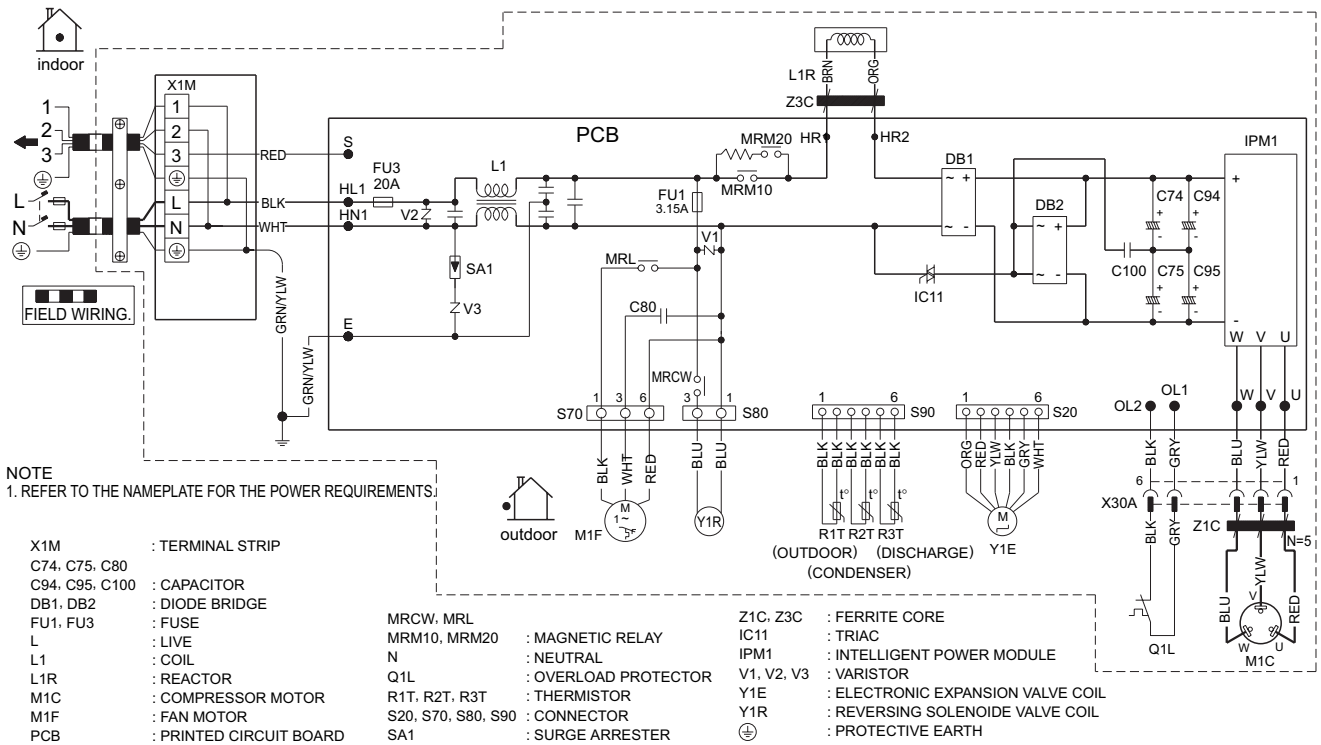 indoor
X1M
1
2
3
L
N
1
2
3
L
N
FIELD WIRING.
RED
BLK
WHT
GRN/YLW
GRN/YLW
PCB
S
HL1
HN1
E
FU3
20A
V2
L1
SA1
V3
FU1
3.15A
V1
MRM20
MRM10
MRL
C80
MRCW
L1R
BRN
ORG
Z3C
HR1
HR2
DB1
~ +
~ -
DB2
~ +
~ -
IC11
C100
C74
C94
C75
C95
+
-
+
-
+
-
+
-
IPM1
+
-
W V U
W V U
OL2
OL1
1 3 6
S70
3 1
S80
1 6
S90
1 6
S20
BLK
WHT
RED
BLU
BLU
BLK
BLK
BLK
BLK
BLK
BLK
ORG
RED
YLW
BLK
GRY
WHT
BLK
GRY
BLU
YLW
RED
outdoor
M
1~
M1F
Y1R
t°
t°
t°
R1T R2T R3T
(OUTDOOR) (DISCHARGE)
(CONDENSER)
M
Y1E
6
1
X30A
BLK
GRY
Z1C
N=5
BLU
YLW
RED
V
W
U
Q1L
M1C
NOTE
1. REFER TO THE NAMEPLATE FOR THE POWER REQUIREMENTS.
X1M : TERMINAL STRIP
C74, C75, C80
C94, C95, C100 : CAPACITOR
DB1, DB2 : DIODE BRIDGE
FU1, FU3 : FUSE
L : LIVE
L1 : COIL
L1R : REACTOR
M1C : COMPRESSOR MOTOR
M1F : FAN MOTOR
PCB : PRINTED CIRCUIT BOARD
MRCW, MRL
MRM10, MRM20 : MAGNETIC RELAY
N : NEUTRAL
Q1L : OVERLOAD PROTECTOR
R1T, R2T, R3T : THERMISTOR
S20, S70, S80, S90 : CONNECTOR
SA1 : SURGE ARRESTER
Z1C, Z3C : FERRITE CORE
IC11 : TRIAC
IPM1 : INTELLIGENT POWER MODULE
V1, V2, V3 : VARISTOR
Y1E : ELECTRONIC EXPANSION VALVE COIL
Y1R : REVERSING SOLENOIDE VALVE COIL
: PROTECTIVE EARTH